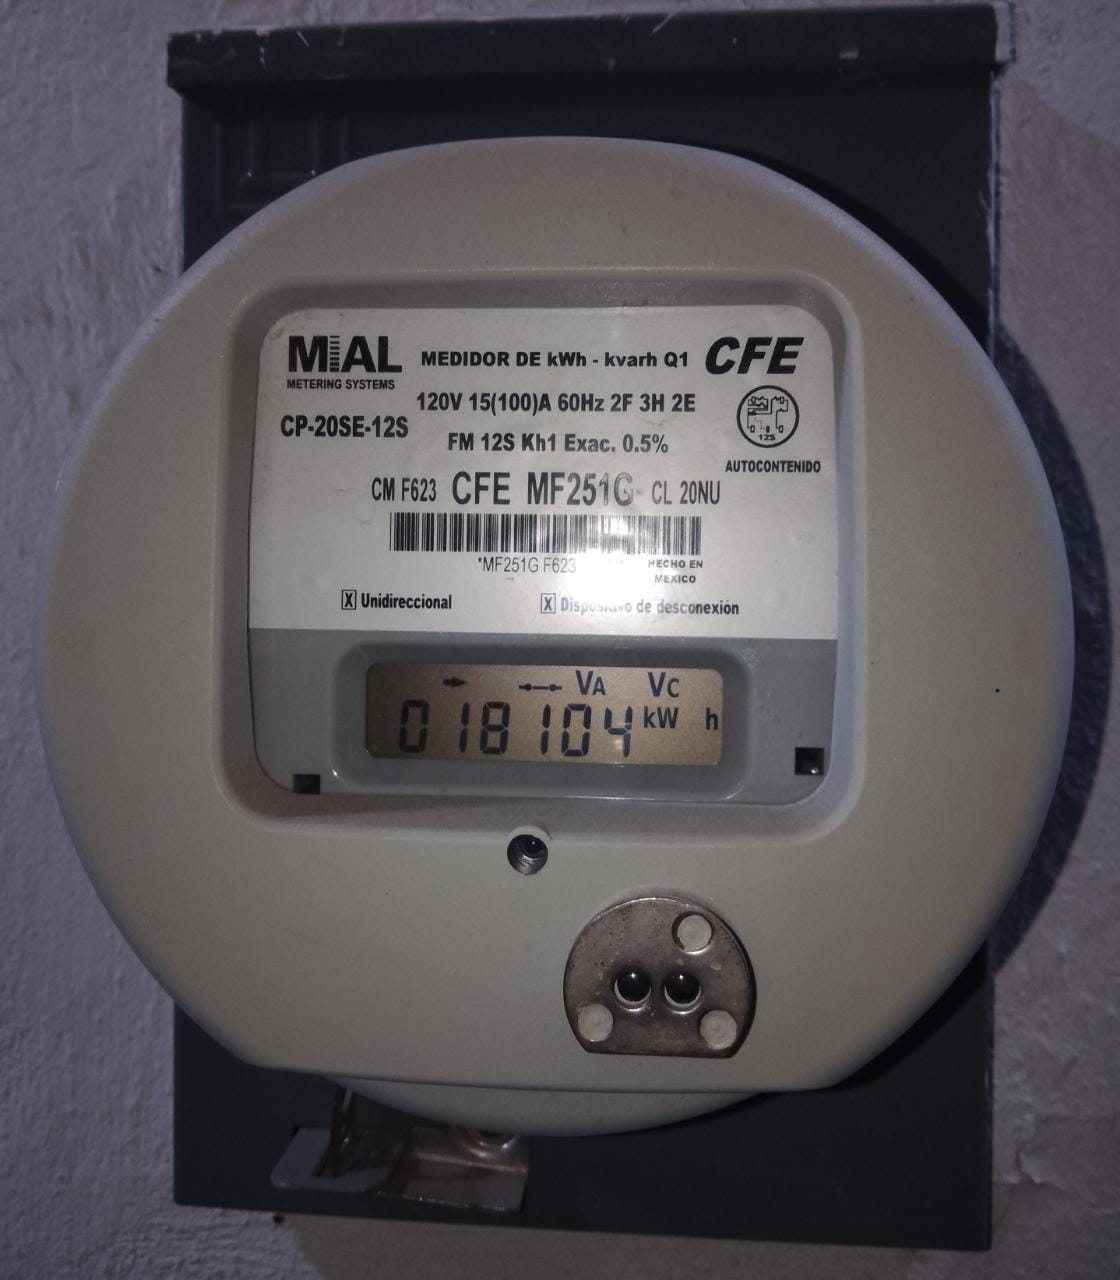 MIAL
METERING SYSTEMS
MEDIDOR DE kWh - kvarh Q1
CFE
120V 15(100)A 60Hz 2F 3H 2E
CP-20SE-12S
FM 12S Kh1 Exac. 0.5%
12S
AUTOCONTENIDO
CM F623 CFE MF251G CL 20NU
*MF251G F623
HECHO EN
MEXICO
X Unidireccional
X Dispositivo de desconexión
VA VC
018104 kW h